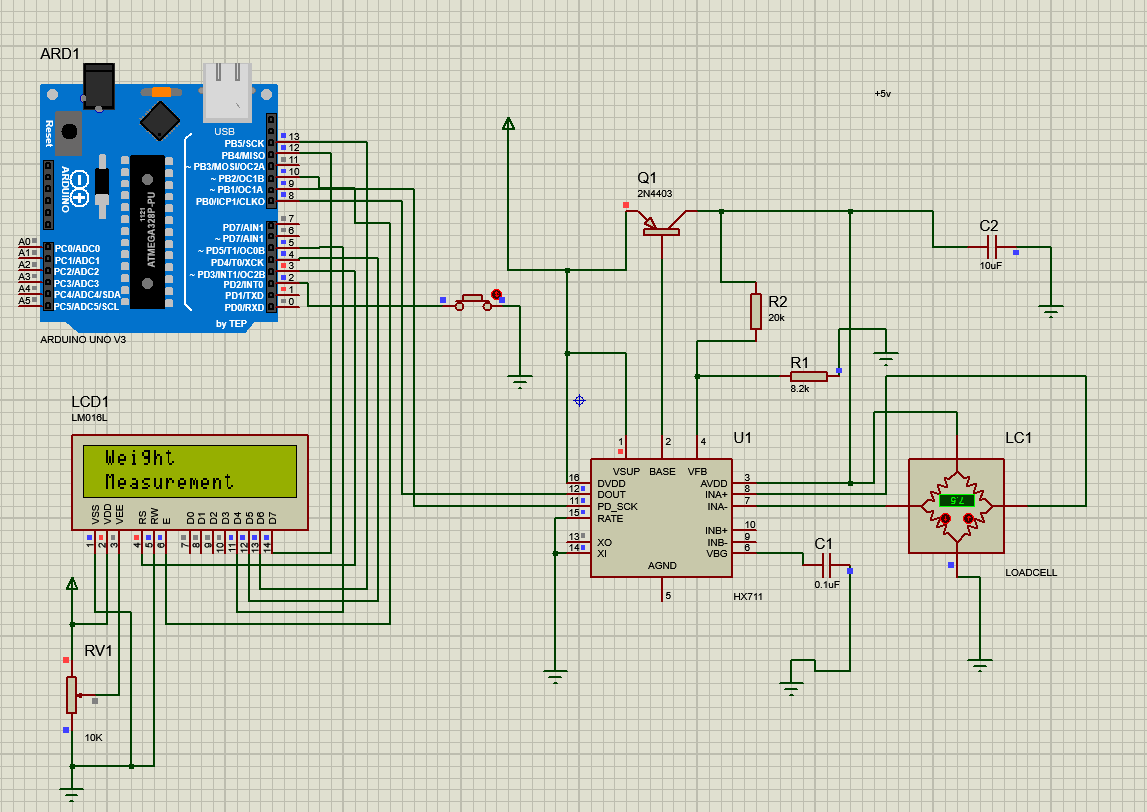 ARD1
+5v
Reset
USB
ARDUINO
1121
ATMEGA328P-PU
PB5/SCK 13
PB4/MISO 12
~ PB3/MOSI/OC2A 11
~ PB2/OC1B 10
~ PB1/OC1A 9
PB0/ICP1/CLKO 8
PD7/AIN1 7
~ PD7/AIN1 6
~ PD5/T1/OC0B 5
PD4/T0/XCK 4
~ PD3/INT1/OC2B 3
PD2/INT0 2
PD1/TXD 1
PD0/RXD 0
A0 PC0/ADC0
A1 PC1/ADC1
A2 PC2/ADC2
A3 PC3/ADC3
A4 PC4/ADC4/SDA
A5 PC5/ADC5/SCL
by TEP
ARDUINO UNO V3
Q1
2N4403
C2
10uF
R2
20k
R1
8.2k
LCD1
LM016L
Weight
Measurement
VSS VDD VEE RS RW E D0 D1 D2 D3 D4 D5 D6 D7
1 2 3 4 5 6 7 8 9 10 11 12 13 14
U1
1 2 4
VSUP BASE VFB
16 DVDD AVDD 3
12 DOUT INA+ 8
11 PD_SCK INA- 7
15 RATE
INB+ 10
13 XO INB- 9
14 XI VBG 6
AGND
5
HX711
C1
0.1uF
LC1
7.6
LOADCELL
RV1
10K